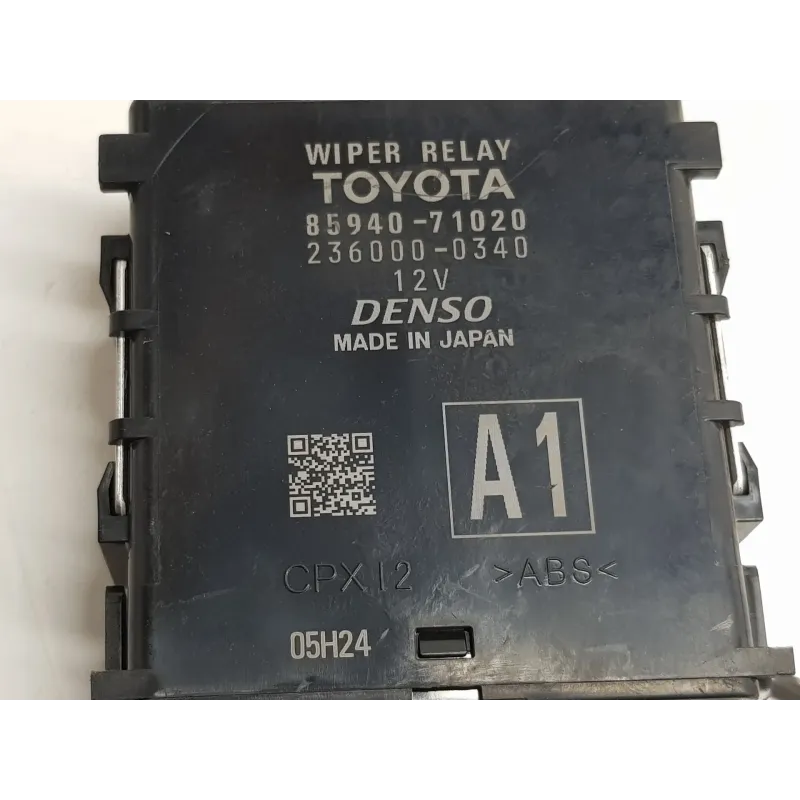 WIPER RELAY
TOYOTA
85940-71020
236000-0340
12V
DENSO
MADE IN JAPAN
A1
CPX12 >ABS<
05H24